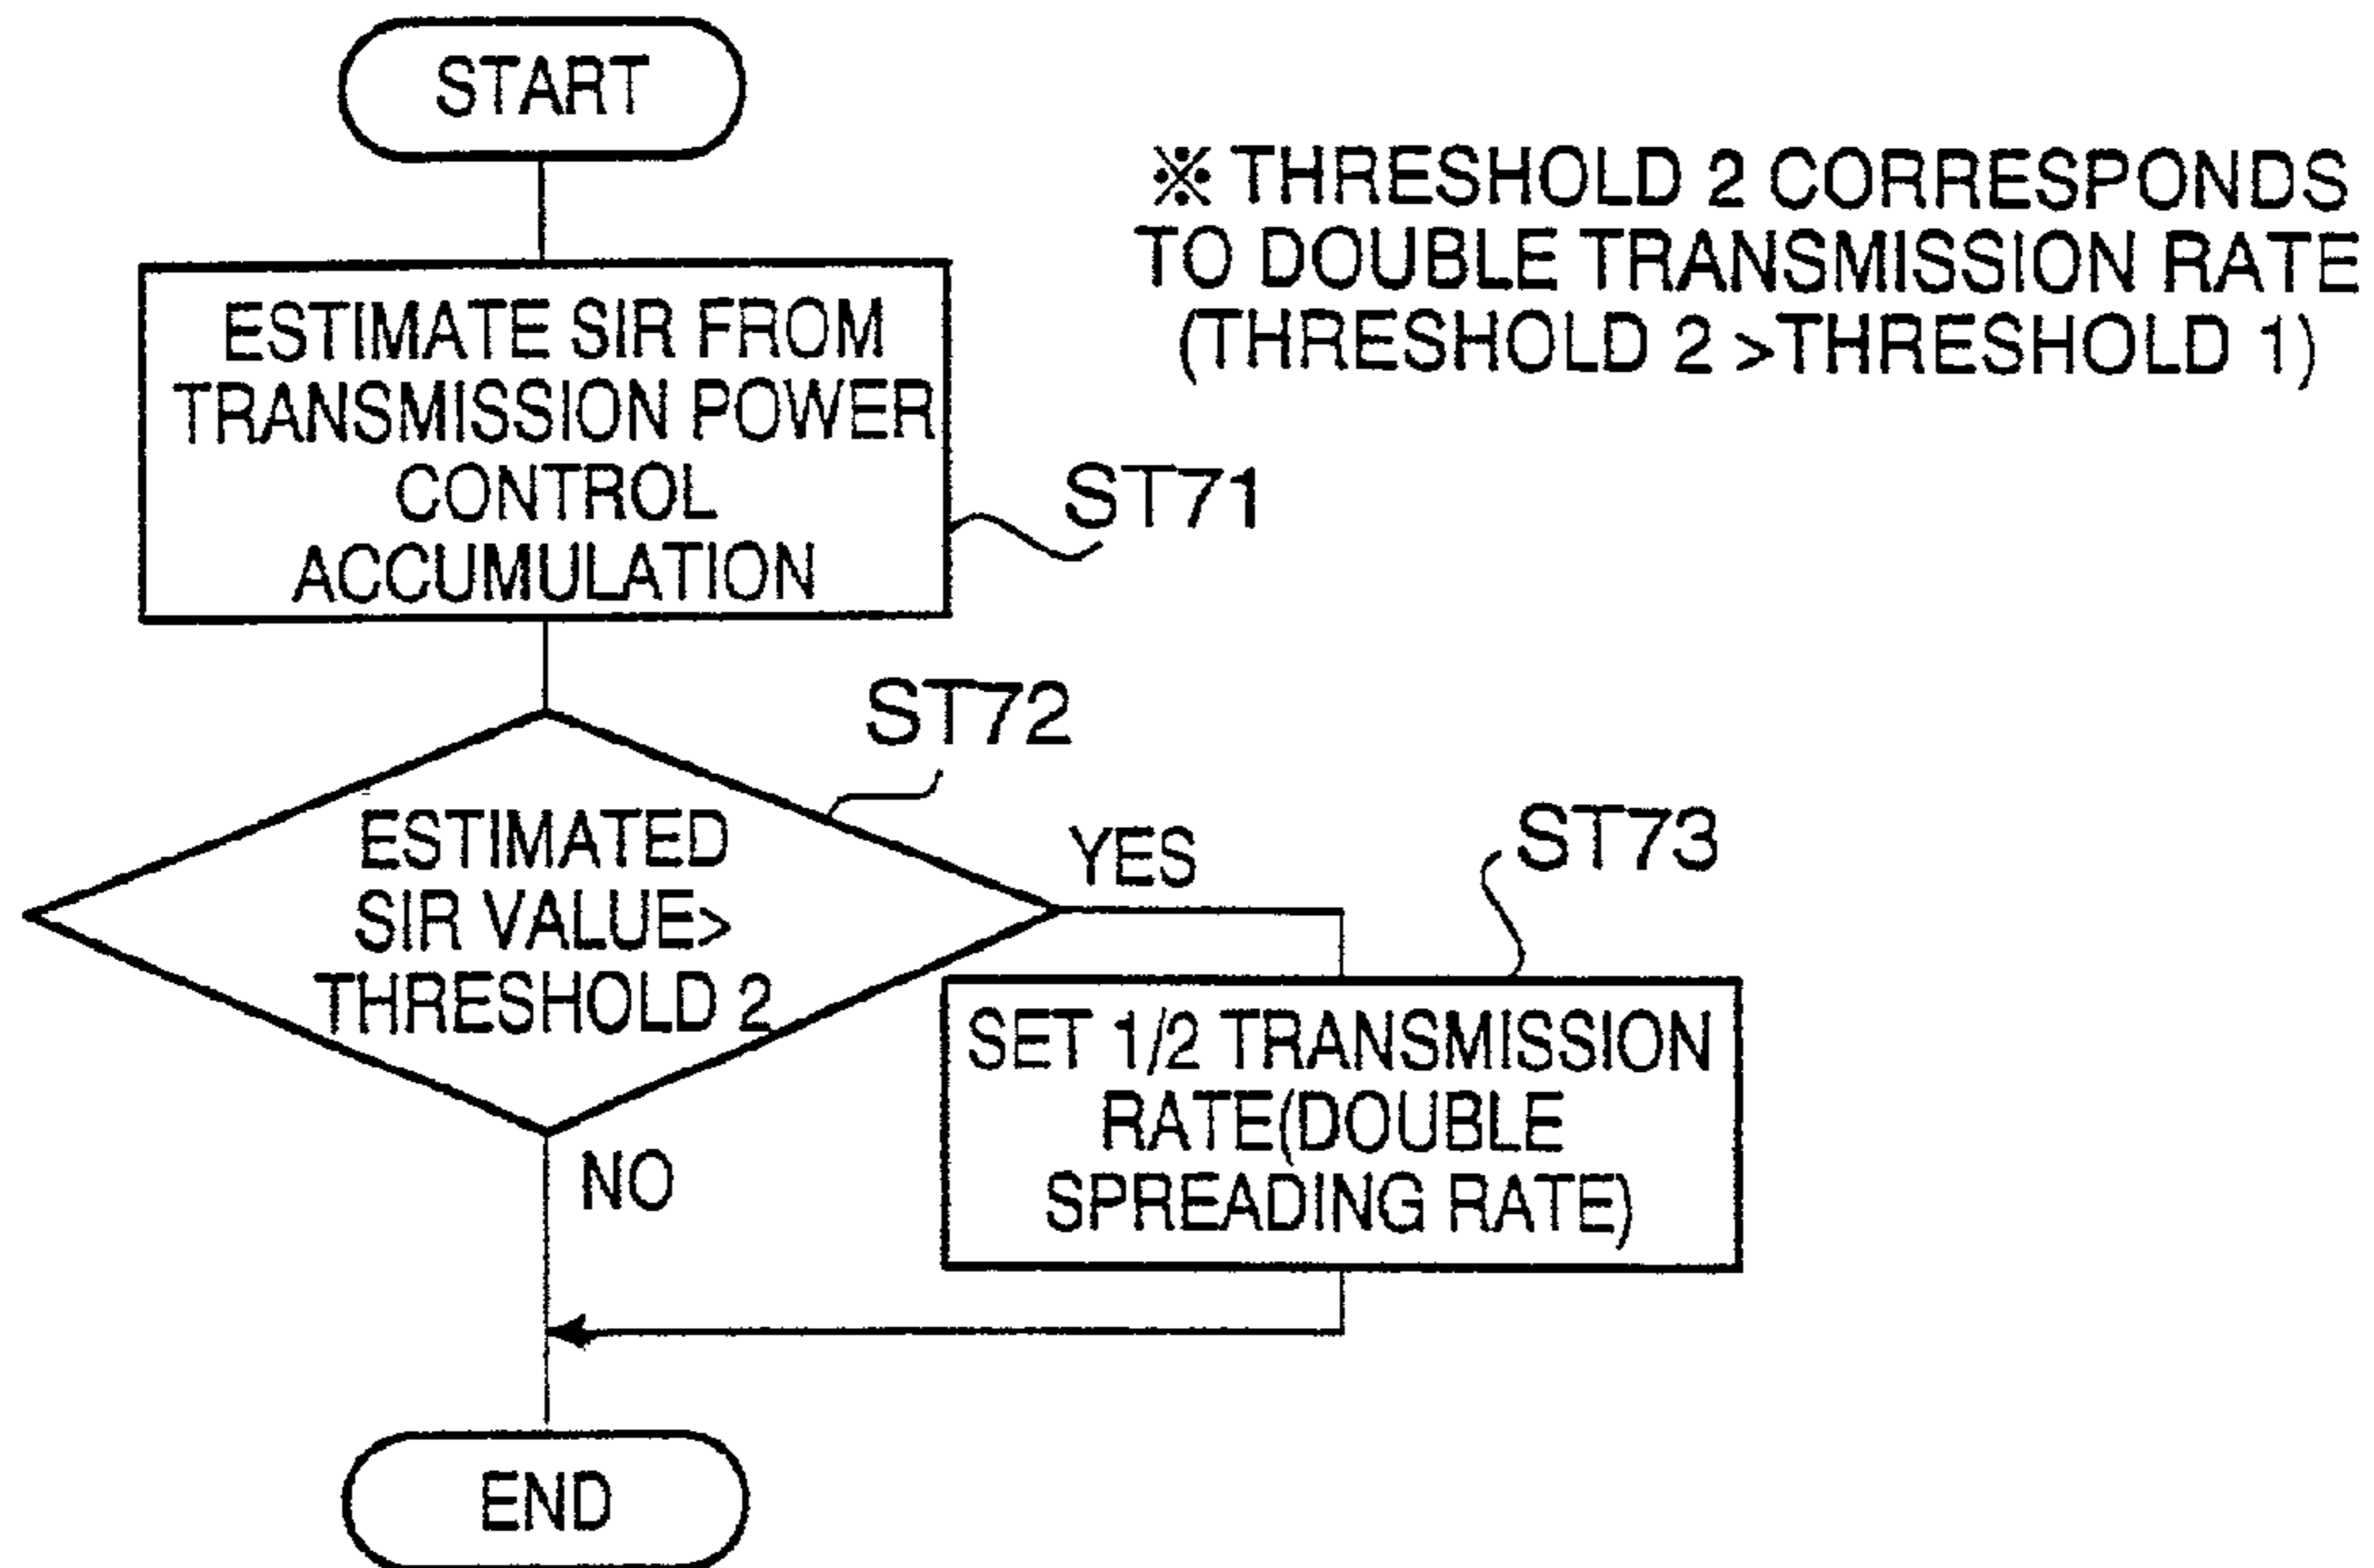 START
※ THRESHOLD 2 CORRESPONDS
TO DOUBLE TRANSMISSION RATE
(THRESHOLD 2 >THRESHOLD 1)
ESTIMATE SIR FROM
TRANSMISSION POWER
CONTROL
ACCUMULATION
ST71
ST72
ESTIMATED
SIR VALUE>
THRESHOLD 2
YES
ST73
SET 1/2 TRANSMISSION
RATE(DOUBLE
SPREADING RATE)
NO
END